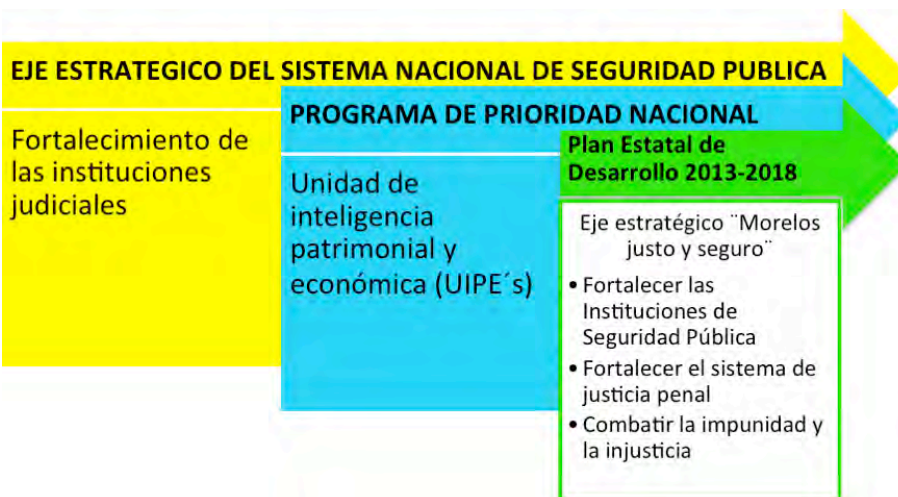 EJE ESTRATEGICO DEL SISTEMA NACIONAL DE SEGURIDAD PUBLICA
Fortalecimiento de
las instituciones
judiciales
PROGRAMA DE PRIORIDAD NACIONAL
Unidad de
inteligencia
patrimonial y
económica (UIPE´s)
Plan Estatal de
Desarrollo 2013-2018
Eje estratégico ¨Morelos
justo y seguro¨
• Fortalecer las
Instituciones de
Seguridad Pública
• Fortalecer el sistema de
justicia penal
• Combatir la impunidad y
la injusticia